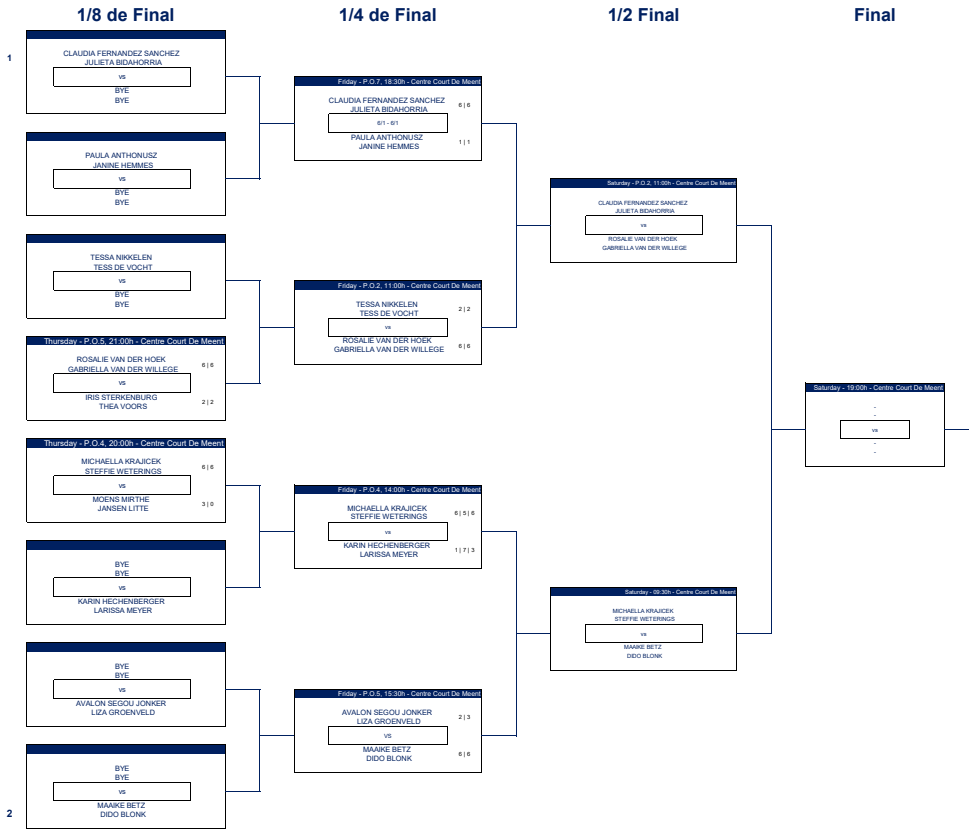 1/8 de Final
1/4 de Final
1/2 Final
Final
1
CLAUDIA FERNANDEZ SANCHEZ
JULIETA BIDAHORRIA
vs
BYE
BYE
PAULA ANTHONUSZ
JANINE HEMMES
vs
BYE
BYE
TESSA NIKKELEN
TESS DE VOCHT
vs
BYE
BYE
Thursday - P.O.5, 21:00h - Centre Court De Meent
ROSALIE VAN DER HOEK
GABRIELLA VAN DER WILLEGE
6 | 6
vs
IRIS STERKENBURG
THEA VOORS
2 | 2
Thursday - P.O.4, 20:00h - Centre Court De Meent
MICHAELLA KRAJICEK
STEFFIE WETERINGS
6 | 6
vs
MOENS MIRTHE
JANSEN LITTE
3 | 0
BYE
BYE
vs
KARIN HECHENBERGER
LARISSA MEYER
BYE
BYE
vs
AVALON SEGOU JONKER
LIZA GROENVELD
BYE
BYE
vs
MAAIKE BETZ
DIDO BLONK
2
Friday - P.O.7, 18:30h - Centre Court De Meent
CLAUDIA FERNANDEZ SANCHEZ
JULIETA BIDAHORRIA
6 | 6
6/1 - 6/1
PAULA ANTHONUSZ
JANINE HEMMES
1 | 1
Friday - P.O.2, 11:00h - Centre Court De Meent
TESSA NIKKELEN
TESS DE VOCHT
2 | 2
vs
ROSALIE VAN DER HOEK
GABRIELLA VAN DER WILLEGE
6 | 6
Friday - P.O.4, 14:00h - Centre Court De Meent
MICHAELLA KRAJICEK
STEFFIE WETERINGS
6 | 5 | 6
vs
KARIN HECHENBERGER
LARISSA MEYER
1 | 7 | 3
Friday - P.O.5, 15:30h - Centre Court De Meent
AVALON SEGOU JONKER
LIZA GROENVELD
2 | 3
VS
MAAIKE BETZ
DIDO BLONK
6 | 6
Saturday - P.O.2, 11:00h - Centre Court De Meent
CLAUDIA FERNANDEZ SANCHEZ
JULIETA BIDAHORRIA
vs
ROSALIE VAN DER HOEK
GABRIELLA VAN DER WILLEGE
Saturday - 09:30h - Centre Court De Meent
MICHAELLA KRAJICEK
STEFFIE WETERINGS
vs
MAAIKE BETZ
DIDO BLONK
Saturday - 19:00h - Centre Court De Meent
-
-
vs
-
-